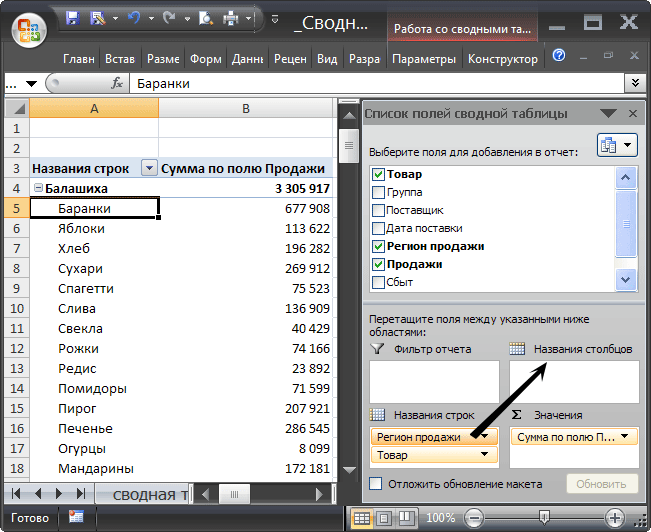 _Сводн...
Работа со сводными та...
Главн Встав Разме Форм Данны Рецен Вид Разра Параметры Конструктор
... fx Баранки
A B
1
2
3 Названия строк Сумма по полю Продажи
4 Балашиха 3 305 917
5 Баранки 677 908
6 Яблоки 113 622
7 Хлеб 196 282
8 Сухари 269 912
9 Спагетти 75 523
10 Слива 136 909
11 Свекла 40 429
12 Рожки 74 166
13 Редис 23 892
14 Помидоры 71 599
15 Пирог 207 921
16 Печенье 286 545
17 Огурцы 8 099
18 Мандарины 172 181
сводная т
Готово 100%
Список полей сводной таблицы
Выберите поля для добавления в отчет:
Товар
Группа
Поставщик
Дата поставки
Регион продажи
Продажи
Сбыт
Перетащите поля между указанными ниже
областями:
Фильтр отчета Названия столбцов
Названия строк Σ Значения
Регион продажи Сумма по полю П...
Товар
Отложить обновление макета Обновить